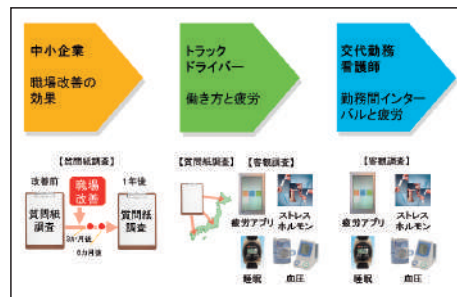 中小企業
職場改善の
効果
トラック
ドライバー
働き方と疲労
交代勤務
看護師
勤務間インター
バルと疲労
【質問紙調査】
改善前
職場
改善
1年後
質問紙
調査
質問紙
調査
3か月後
6か月後
【質問紙調査】
【客観調査】
疲労アプリ
ストレス
ホルモン
睡眠
血圧
【客観調査】
疲労アプリ
ストレス
ホルモン
睡眠
血圧